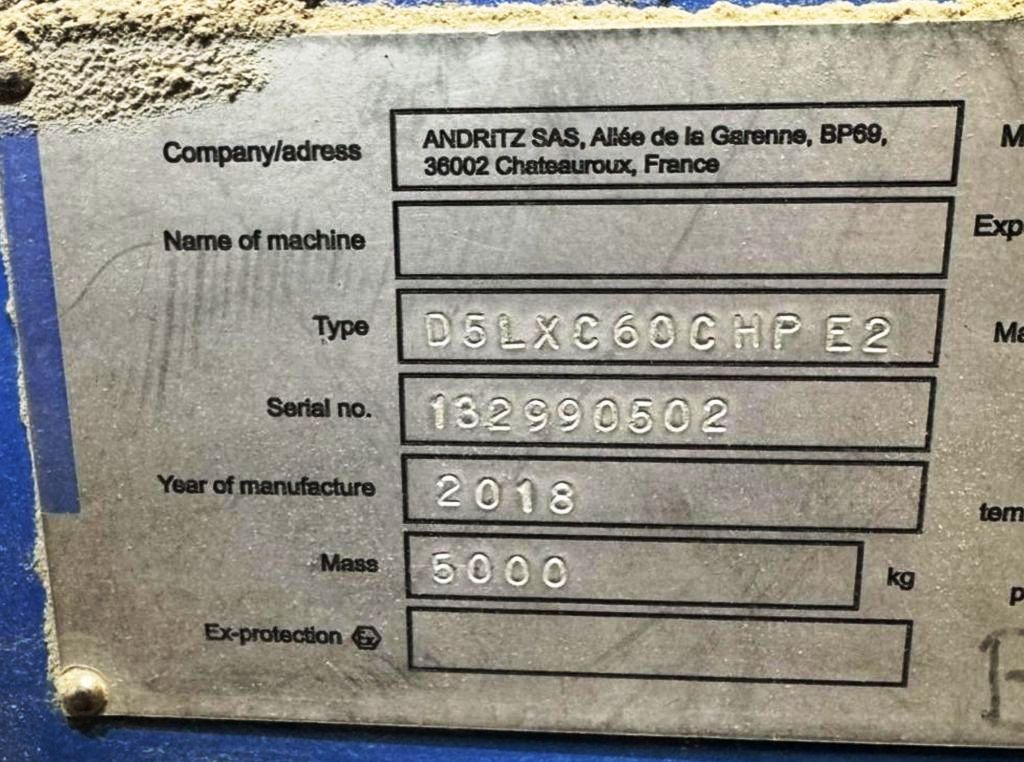 Company/adress
ANDRITZ SAS, Allée de la Garenne, BP69,
36002 Chateauroux, France
Name of machine
Type D5LXC60CHP E2
Serial no. 132990502
Year of manufacture 2018
Mass 5000 kg
Ex-protection Ex